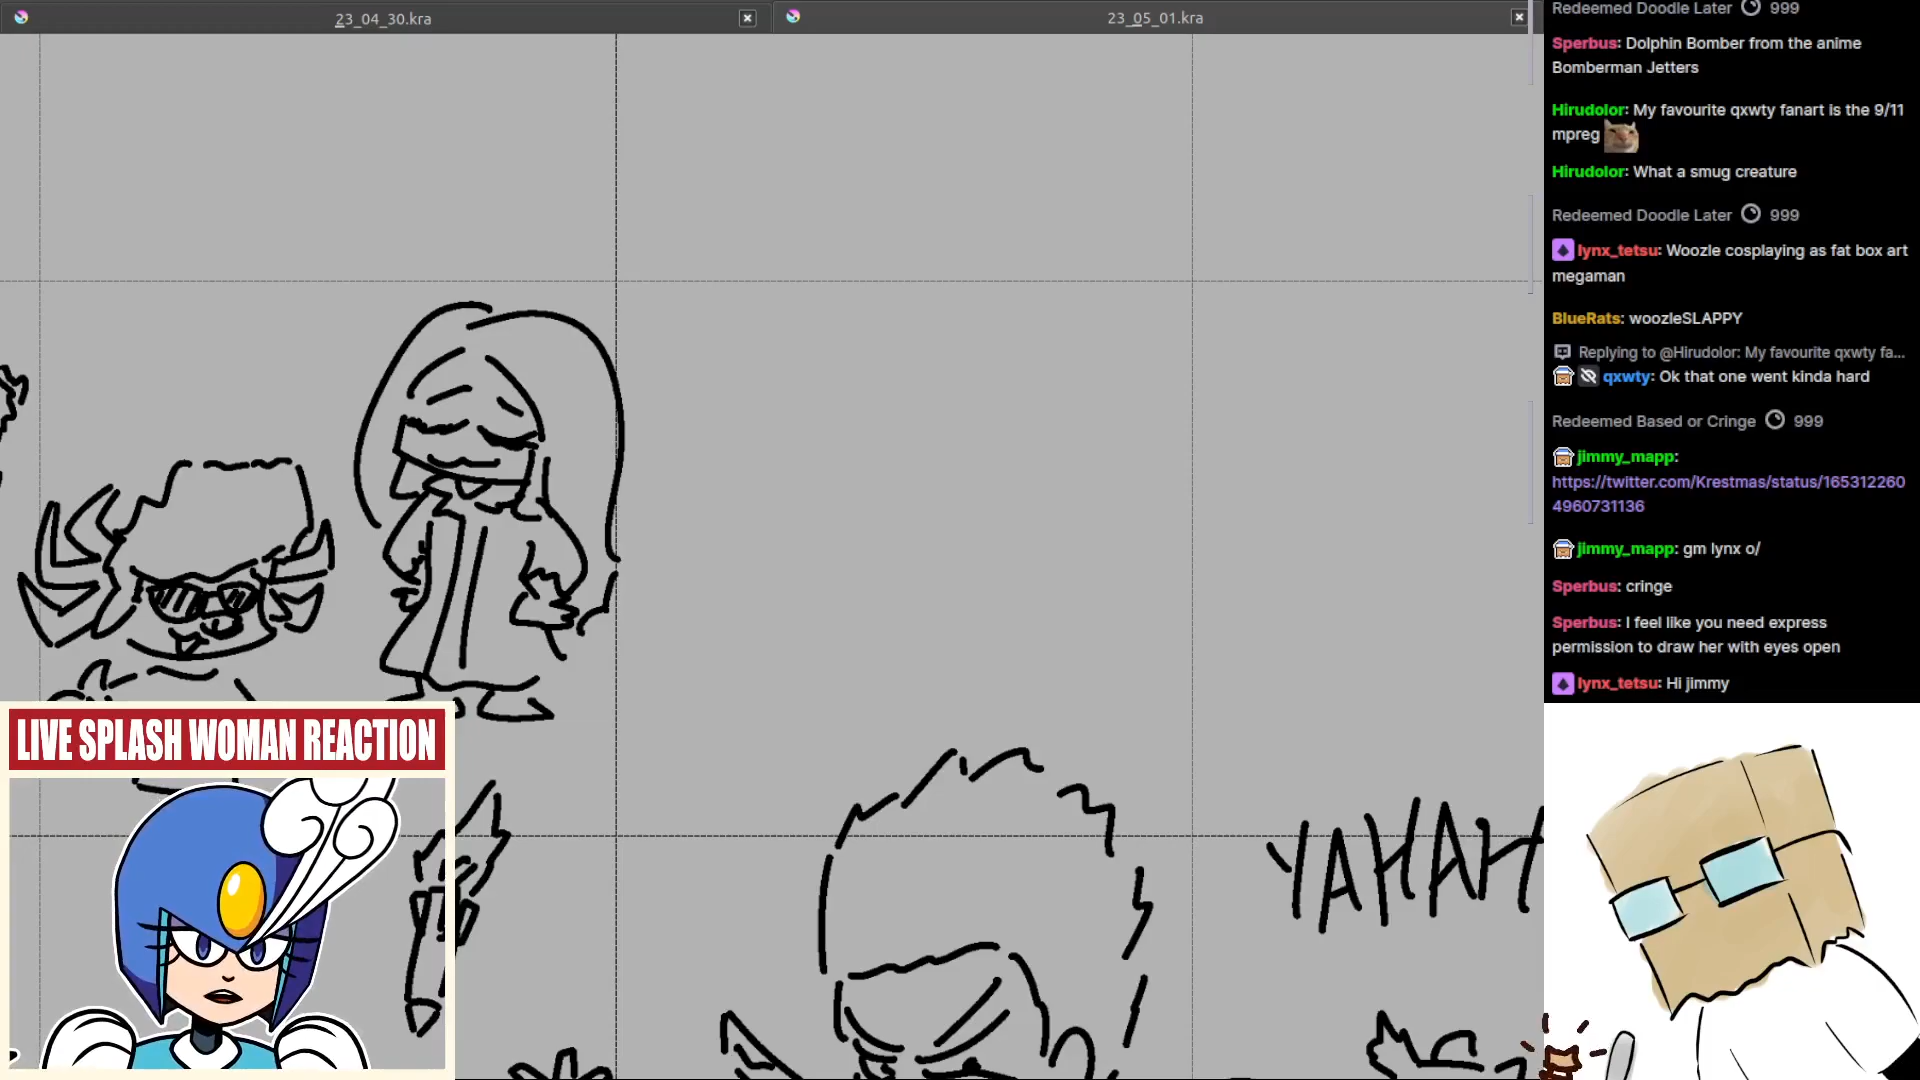 23_04_30.kra
23_05_01.kra
Redeemed Doodle Later 999
Sperbus: Dolphin Bomber from the anime
Bomberman Jetters
Hirudolor: My favourite qxwty fanart is the 9/11
mpreg
Hirudolor: What a smug creature
Redeemed Doodle Later 999
lynx_tetsu: Woozle cosplaying as fat box art
megaman
BlueRats: woozleSLAPPY
Replying to @Hirudolor: My favourite qxwty fa...
qxwty: Ok that one went kinda hard
Redeemed Based or Cringe 999
jimmy_mapp:
https://twitter.com/Krestmas/status/165312260
4960731136
jimmy_mapp: gm lynx o/
Sperbus: cringe
Sperbus: I feel like you need express
permission to draw her with eyes open
lynx_tetsu: Hi jimmy
LIVE SPLASH WOMAN REACTION
YAHAH